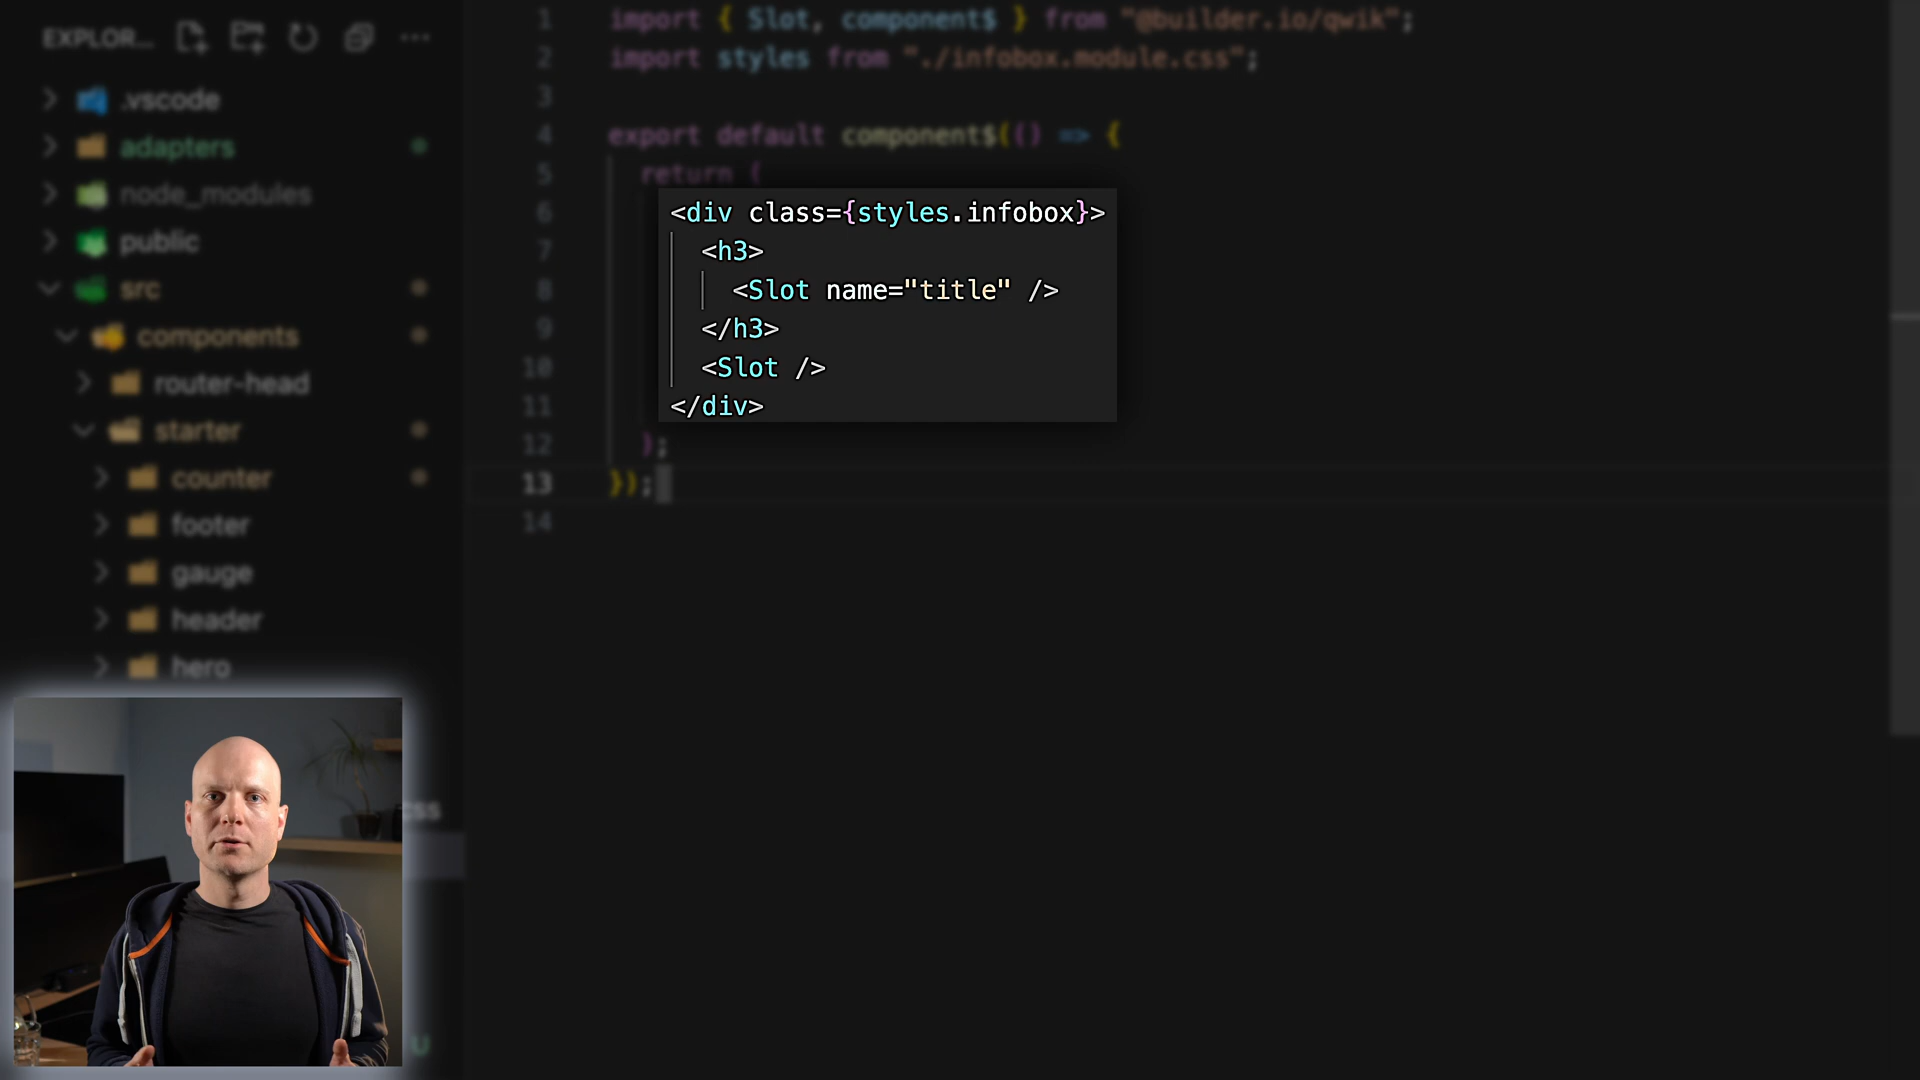 EXPLOR...
.vscode
adapters
node_modules
public
src
components
router-head
starter
counter
footer
gauge
header
hero
css
U
1 import { Slot, component$ } from "@builder.io/qwik";
2 import styles from "./infobox.module.css";
3
4 export default component$(() => {
5 return (
6 <div class={styles.infobox}>
7 <h3>
8 <Slot name="title" />
9 </h3>
10 <Slot />
11 </div>
12 );
13 });
14